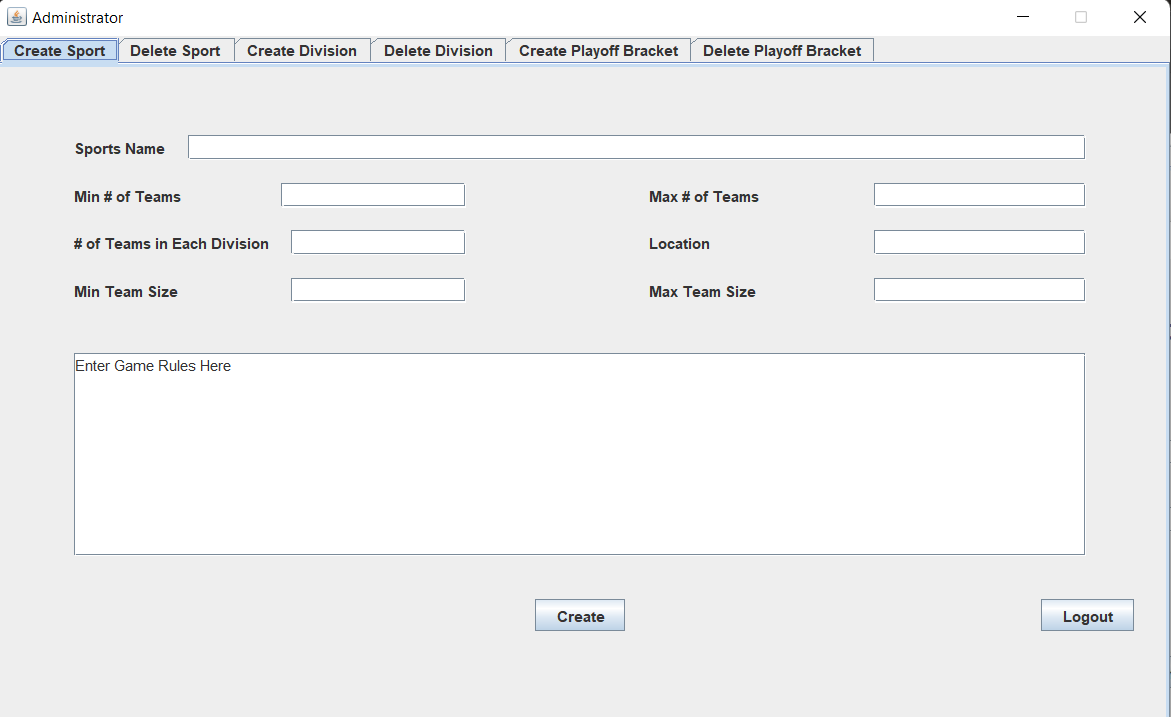 Administrator
Create Sport Delete Sport Create Division Delete Division Create Playoff Bracket Delete Playoff Bracket
Sports Name
Min # of Teams Max # of Teams
# of Teams in Each Division Location
Min Team Size Max Team Size
Enter Game Rules Here
Create Logout